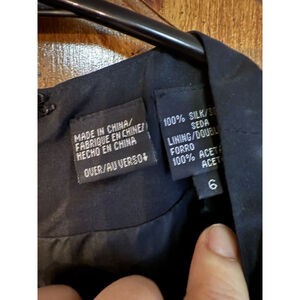 MADE IN CHINA/
FABRIQUE EN CHINE/
HECHO EN CHINA
OVER/AU VERSO↓
100% SILK/
SEDA
LINING/DOUBL
FORRO
100% ACET
ACET
6